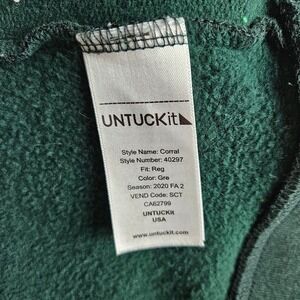 UNTUCKit
Style Name: Corral
Style Number: 40297
Fit: Reg
Color: Gre
Season: 2020 FA 2
VEND Code: SCT
CA62799
UNTUCKit
USA
www.untuckit.com